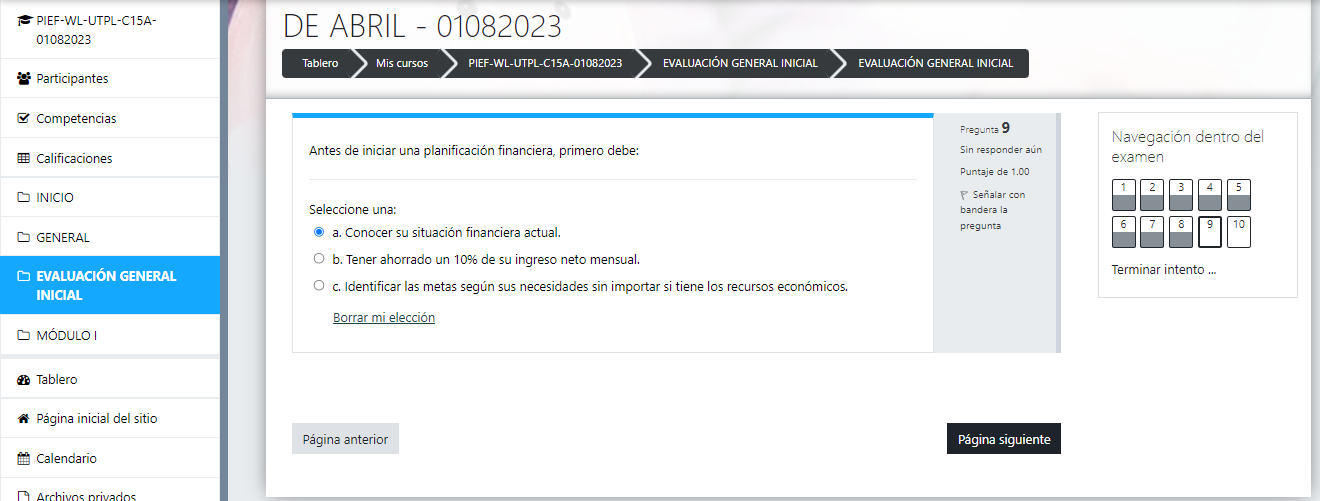 PIEF-WL-UTPL-C15A-
01082023
Participantes
Competencias
Calificaciones
INICIO
GENERAL
EVALUACIÓN GENERAL
INICIAL
MÓDULO I
Tablero
Página inicial del sitio
Calendario
Archivos privados
DE ABRIL - 01082023
Tablero
Mis cursos
PIEF-WL-UTPL-C15A-01082023
EVALUACIÓN GENERAL INICIAL
EVALUACIÓN GENERAL INICIAL
Antes de iniciar una planificación financiera, primero debe:
Seleccione una:
a. Conocer su situación financiera actual.
b. Tener ahorrado un 10% de su ingreso neto mensual.
c. Identificar las metas según sus necesidades sin importar si tiene los recursos económicos.
Borrar mi elección
Pregunta 9
Sin responder aún
Puntaje de 1.00
Señalar con
bandera la
pregunta
Página anterior
Página siguiente
Navegación dentro del
examen
1 2 3 4 5
6 7 8 9 10
Terminar intento ...